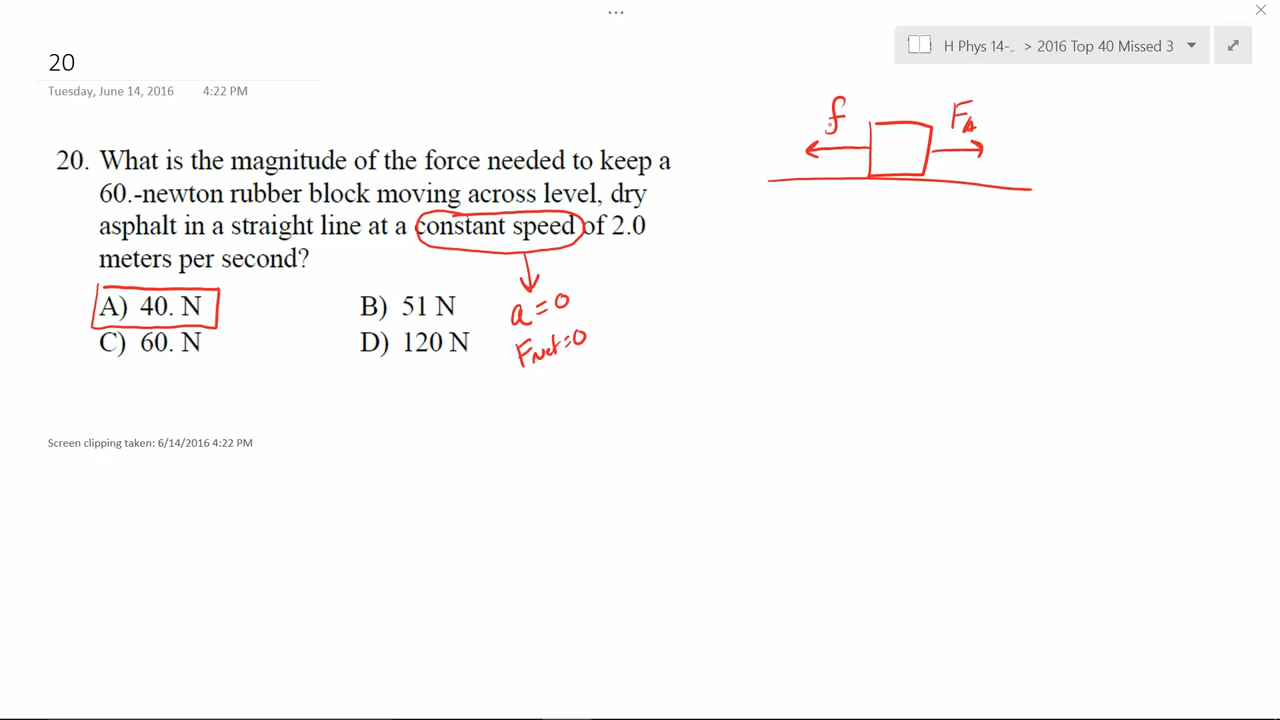 H Phys 14-.. > 2016 Top 40 Missed 3
20
Tuesday, June 14, 2016 4:22 PM
f
FA
20. What is the magnitude of the force needed to keep a
60.-newton rubber block moving across level, dry
asphalt in a straight line at a constant speed of 2.0
meters per second?
A) 40. N B) 51 N
a = 0
C) 60. N D) 120 N
FNet=0
Screen clipping taken: 6/14/2016 4:22 PM